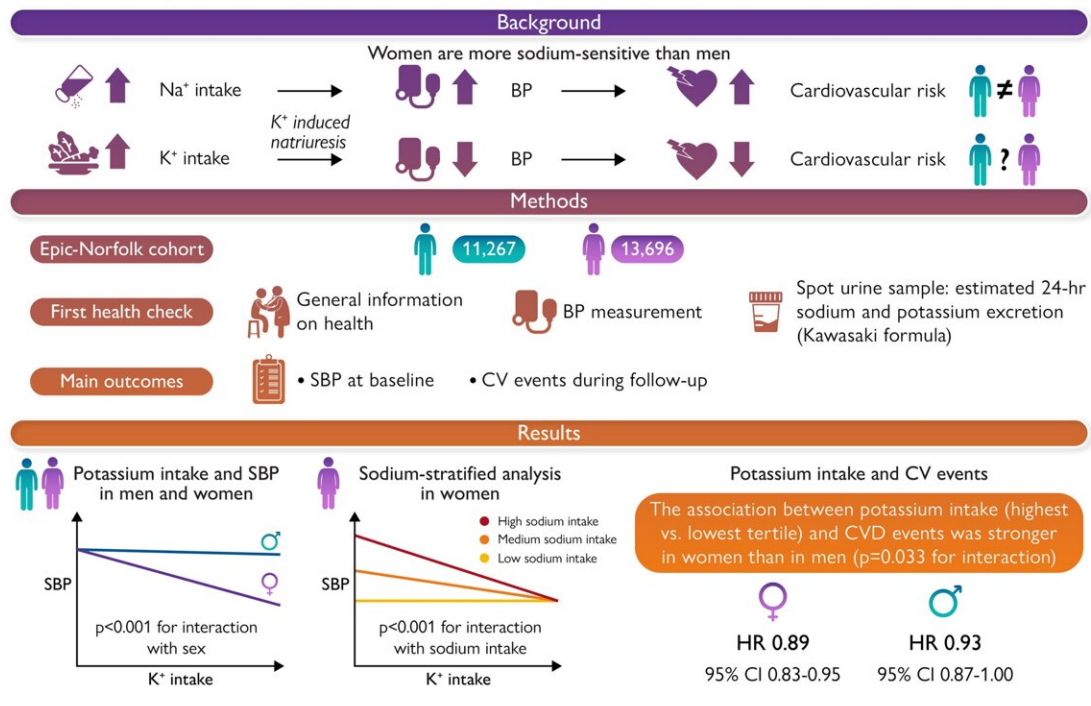 Background
Women are more sodium-sensitive than men
Na⁺ intake
BP
Cardiovascular risk
≠
K⁺ induced
natriuresis
K⁺ intake
BP
Cardiovascular risk
?
Methods
Epic-Norfolk cohort
11,267
13,696
First health check
General information
on health
BP measurement
Spot urine sample: estimated 24-hr
sodium and potassium excretion
(Kawasaki formula)
Main outcomes
• SBP at baseline
• CV events during follow-up
Results
Potassium intake and SBP
in men and women
SBP
p<0.001 for interaction
with sex
K⁺ intake
Sodium-stratified analysis
in women
High sodium intake
Medium sodium intake
Low sodium intake
SBP
p<0.001 for interaction
with sodium intake
K⁺ intake
Potassium intake and CV events
The association between potassium intake (highest
vs. lowest tertile) and CVD events was stronger
in women than in men (p=0.033 for interaction)
♀
HR 0.89
95% CI 0.83-0.95
♂
HR 0.93
95% CI 0.87-1.00